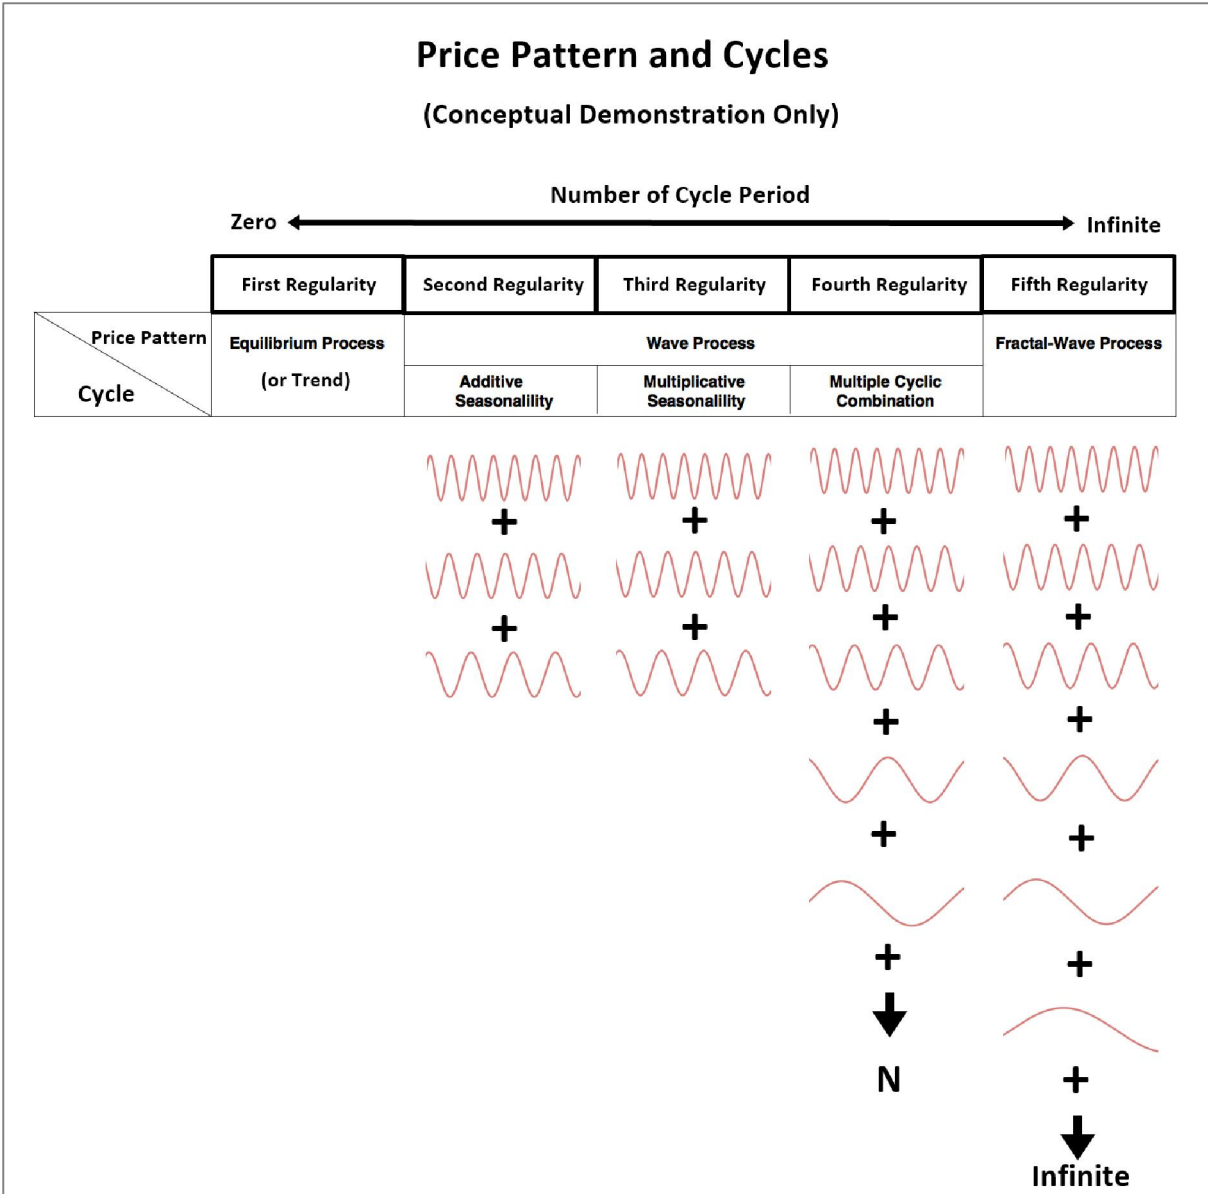 Price Pattern and Cycles
(Conceptual Demonstration Only)
Number of Cycle Period
Zero
Infinite
First Regularity
Second Regularity
Third Regularity
Fourth Regularity
Fifth Regularity
Price Pattern
Cycle
Equilibrium Process
(or Trend)
Wave Process
Fractal-Wave Process
Additive
Seasonalility
Multiplicative
Seasonalility
Multiple Cyclic
Combination
+ + + +
+ + + +
+ +
+ +
+ +
N
+
Infinite